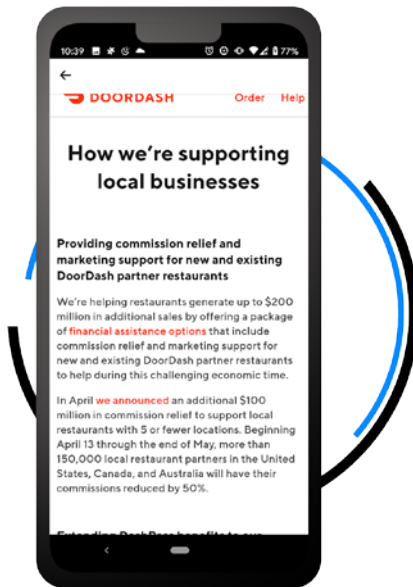 10:39 77%
DOORDASH Order Help
How we're supporting
local businesses
Providing commission relief and
marketing support for new and existing
DoorDash partner restaurants
We're helping restaurants generate up to $200
million in additional sales by offering a package
of financial assistance options that include
commission relief and marketing support for
new and existing DoorDash partner restaurants
to help during this challenging economic time.
In April we announced an additional $100
million in commission relief to support local
restaurants with 5 or fewer locations. Beginning
April 13 through the end of May, more than
150,000 local restaurant partners in the United
States, Canada, and Australia will have their
commissions reduced by 50%.
Extending DashPass benefits to our